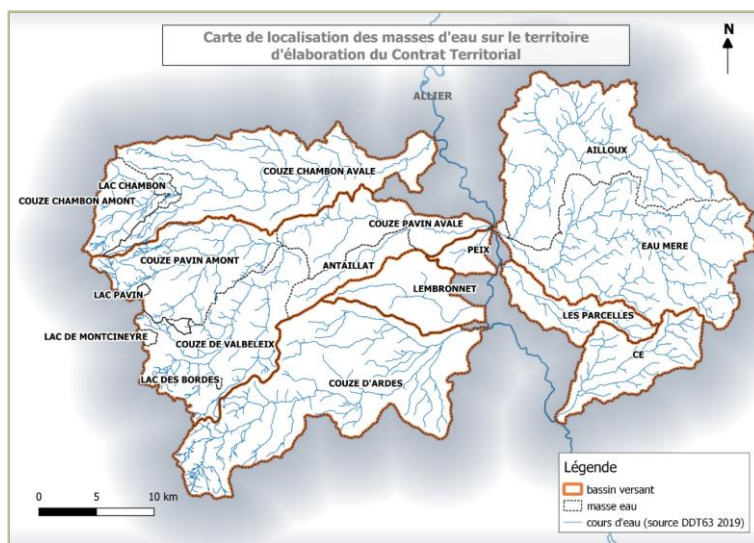 Carte de localisation des masses d'eau sur le territoire
d'élaboration du Contrat Territorial
N
ALLIER
AILLOUX
COUZE CHAMBON AVALE
LAC CHAMBON
COUZE CHAMBON AMONT
COUZE PAVIN AVALE
EAU MERE
PEIX
COUZE PAVIN AMONT
ANTAILLAT
LEMBRONNET
LAC PAVIN
LES PARCELLES
LAC DE MONTCINEYRE
COUZE DE VALBELEIX
CE
LAC DES BORDES
COUZE D'ARDES
Légende
bassin versant
masse eau
cours d'eau (source DDT63 2019)
0 5 10 km